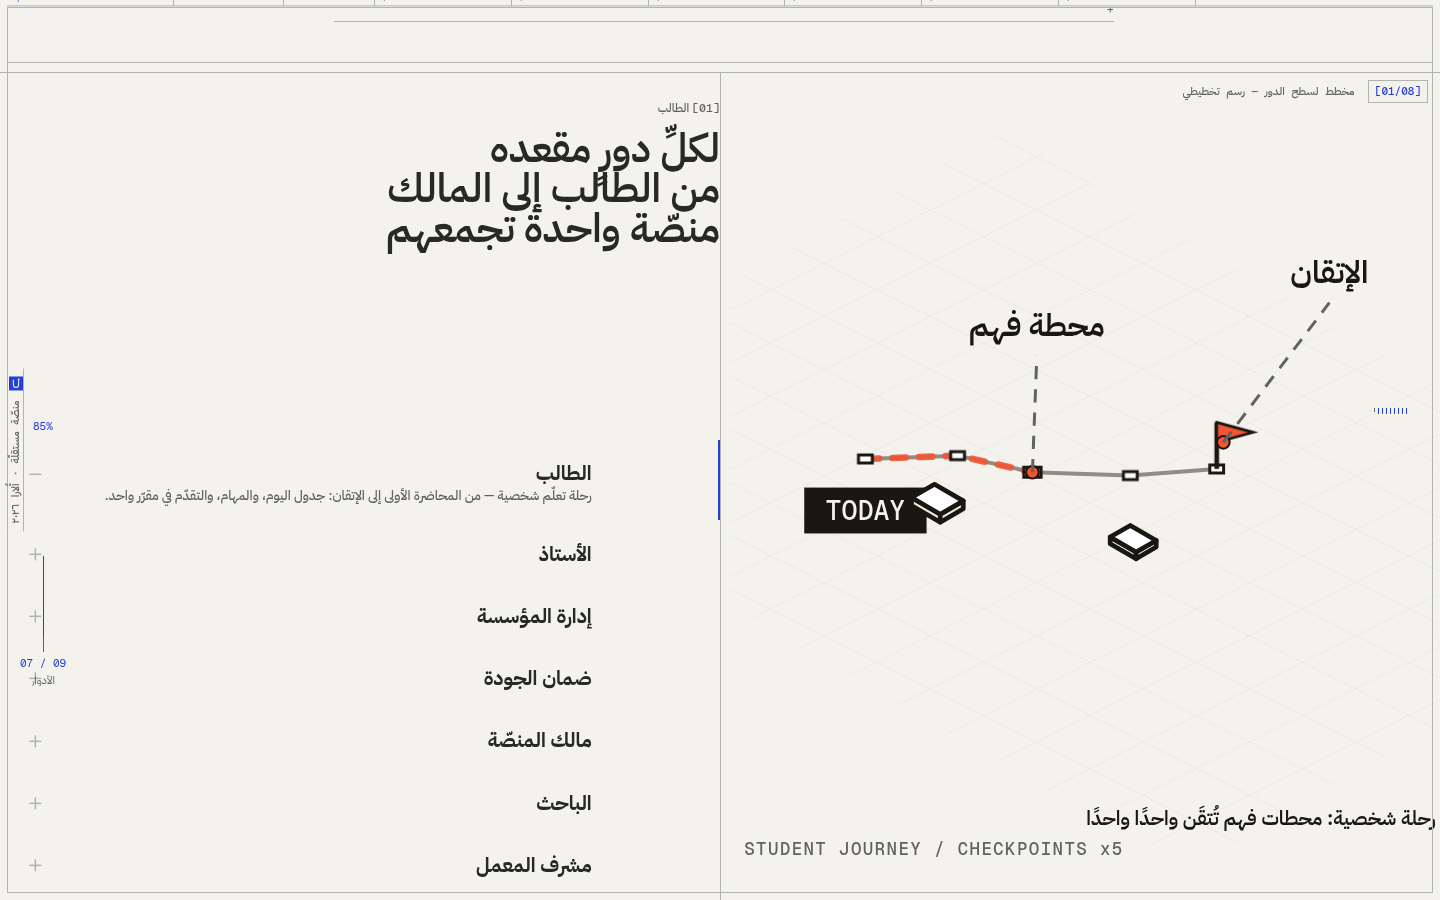 [01/08]
مخطط لسطح الدور — رسم تخطيطي
الإتقان
محطة فهم
TODAY
رحلة شخصية: محطات فهم تُتقَن واحدًا واحدًا
STUDENT JOURNEY / CHECKPOINTS x5
[01] الطالب
لكلِّ دورٍ مقعده
من الطالب إلى المالك
منصّة واحدة تجمعهم
الطالب
رحلة تعلّم شخصية — من المحاضرة الأولى إلى الإتقان: جدول اليوم، والمهام، والتقدّم في مقرّر واحد.
الأستاذ
إدارة المؤسسة
ضمان الجودة
مالك المنصّة
الباحث
مشرف المعمل
85%
منصّة مستقلّة
٢٠٢٦
07 / 09
الأدوار